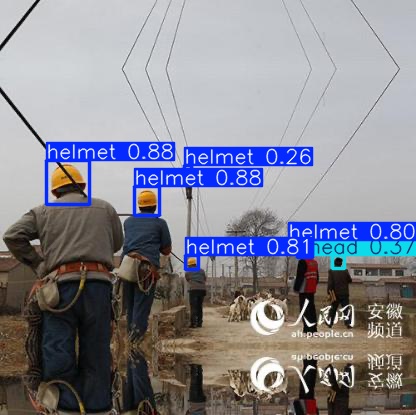 helmet 0.88
helmet 0.26
helmet 0.88
helmet 0.80
helmet 0.81
head 0.37
人民网 安徽频道
ah.people.cn